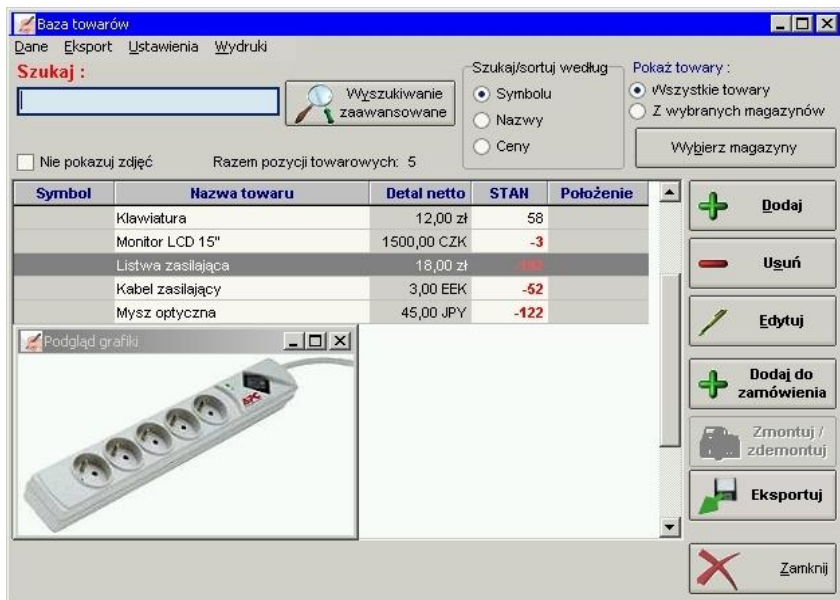 Baza towarów
Dane Eksport Ustawienia Wydruki
Szukaj :
Wyszukiwanie
zaawansowane
Szukaj/sortuj według
Symbolu
Nazwy
Ceny
Pokaż towary :
Wszystkie towary
Z wybranych magazynów
Wybierz magazyny
Nie pokazuj zdjęć
Razem pozycji towarowych: 5
Symbol Nazwa towaru Detal netto STAN Położenie
Klawiatura 12,00 zł 58
Monitor LCD 15" 1500,00 CZK -3
Listwa zasilająca 18,00 zł
Kabel zasilający 3,00 EEK -52
Mysz optyczna 45,00 JPY -122
Podgląd grafiki
APC
Dodaj
Usuń
Edytuj
Dodaj do
zamówienia
Zmontuj /
zdemontuj
Eksportuj
Zamknij